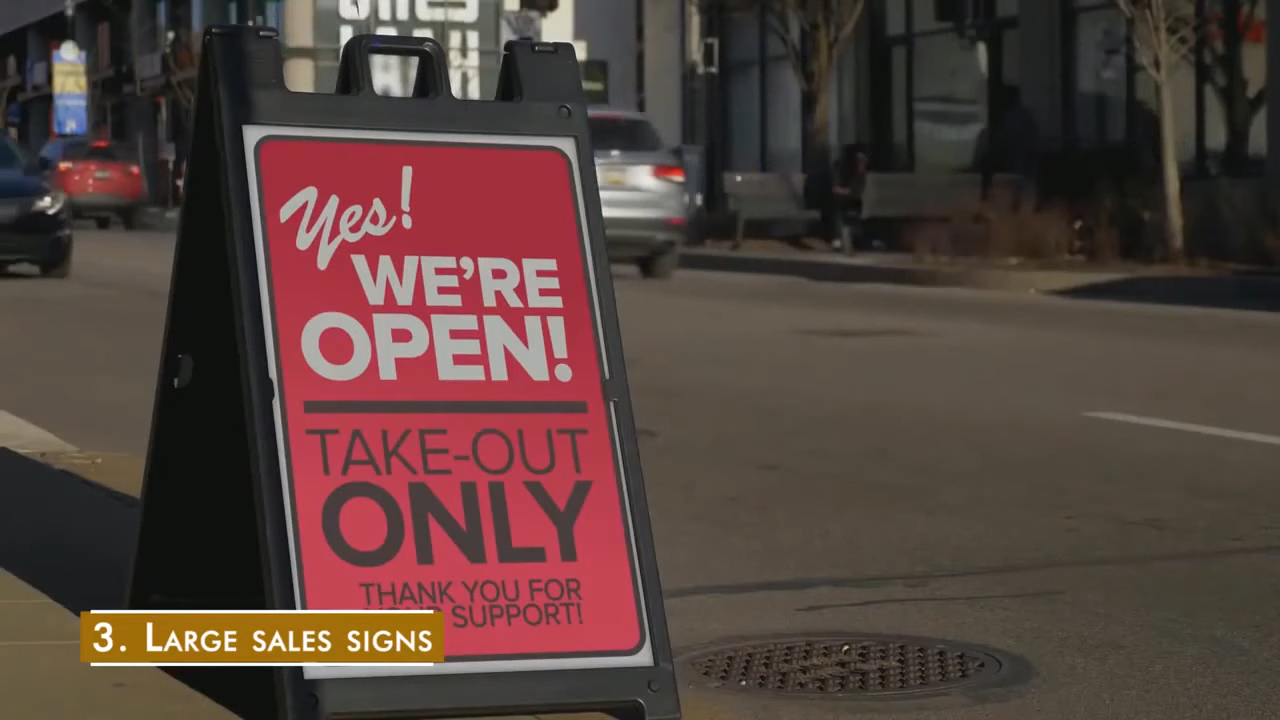 Yes!
WE'RE
OPEN!
TAKE-OUT
ONLY
THANK YOU FOR
SUPPORT!
3. LARGE SALES SIGNS